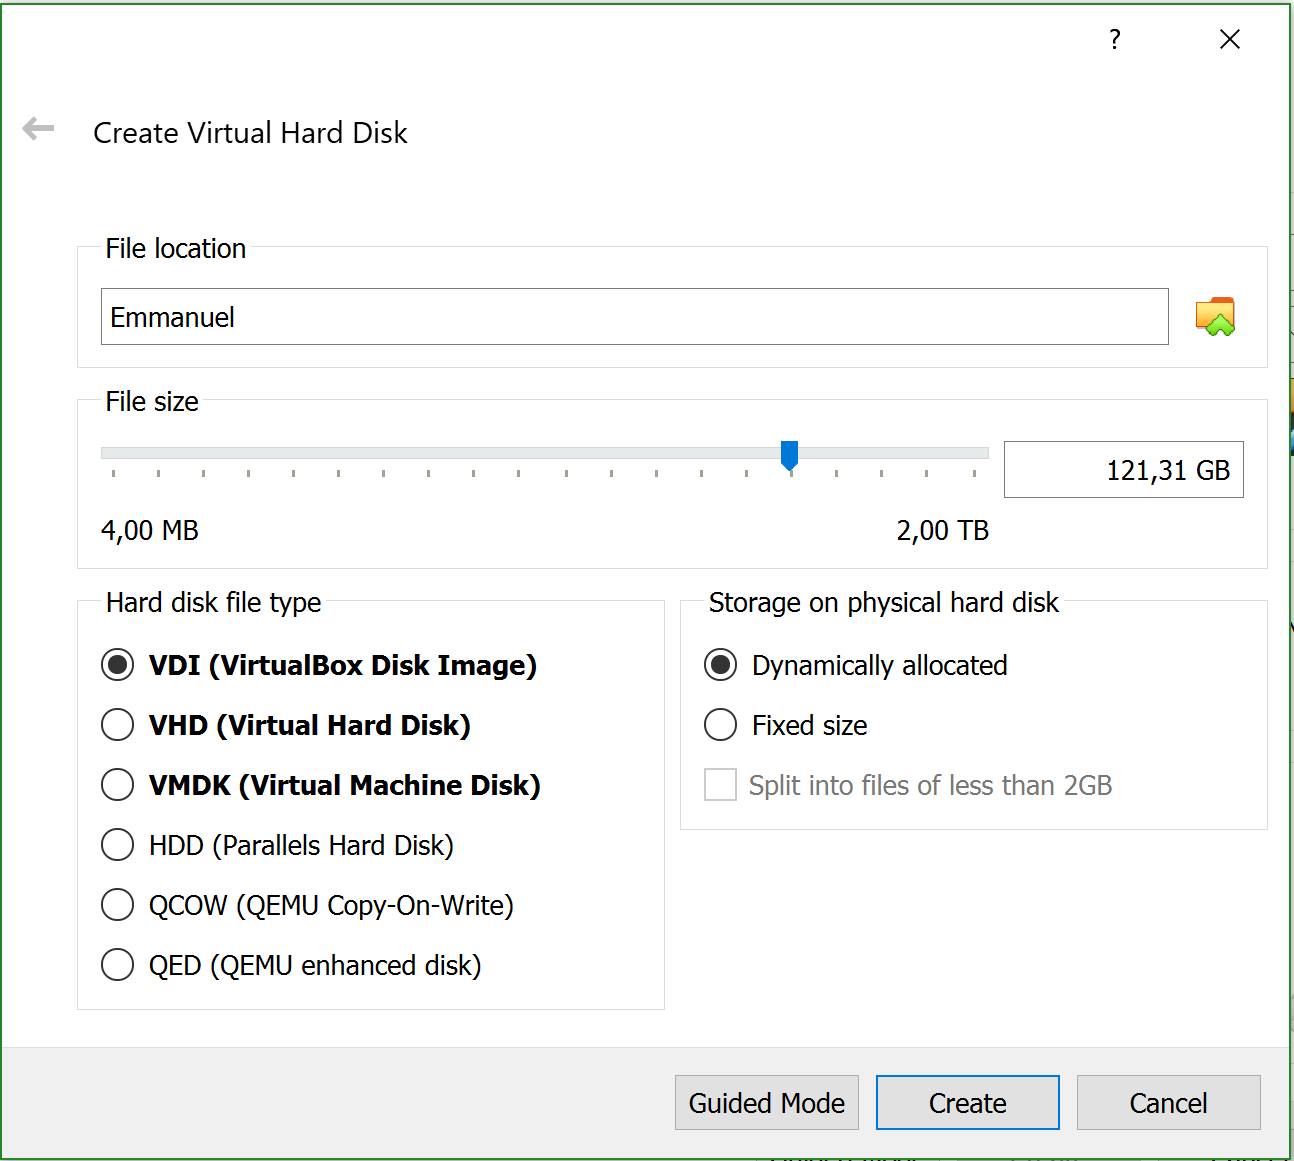 ?
Create Virtual Hard Disk
File location
Emmanuel
File size
121,31 GB
4,00 MB
2,00 TB
Hard disk file type
VDI (VirtualBox Disk Image)
VHD (Virtual Hard Disk)
VMDK (Virtual Machine Disk)
HDD (Parallels Hard Disk)
QCOW (QEMU Copy-On-Write)
QED (QEMU enhanced disk)
Storage on physical hard disk
Dynamically allocated
Fixed size
Split into files of less than 2GB
Guided Mode
Create
Cancel